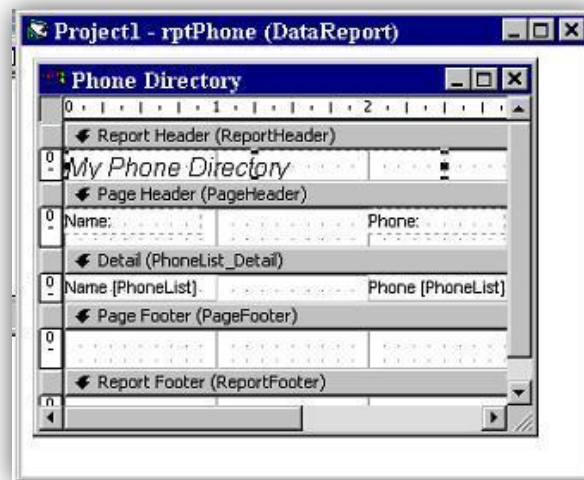 Project1 - rptPhone (DataReport)
Phone Directory
0 1 2
Report Header (ReportHeader)
0
My Phone Directory
Page Header (PageHeader)
0
Name: Phone:
Detail (PhoneList_Detail)
0
Name [PhoneList] Phone [PhoneList]
Page Footer (PageFooter)
0
Report Footer (ReportFooter)
0